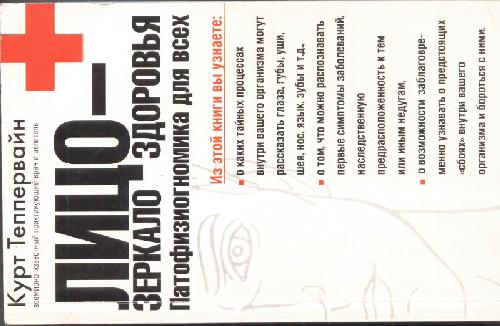 Курт Теппервайн
всемирно известный практикующий врач и целитель
ЛИЦО–
ЗЕРКАЛО ЗДОРОВЬЯ
Патофизиогномика для всех
Из этой книги вы узнаете:
о каких тайных процессах
внутри вашего организма могут
рассказать глаза, губы, уши,
шея, нос, язык, зубы и т.д.,
о том, что можно распознавать
первые симптомы заболеваний,
наследственную
предрасположенность к тем
или иным недугам,
о возможности заблаговре-
менно узнавать о предстоящих
«сбоях» внутри вашего
организма и бороться с ними.